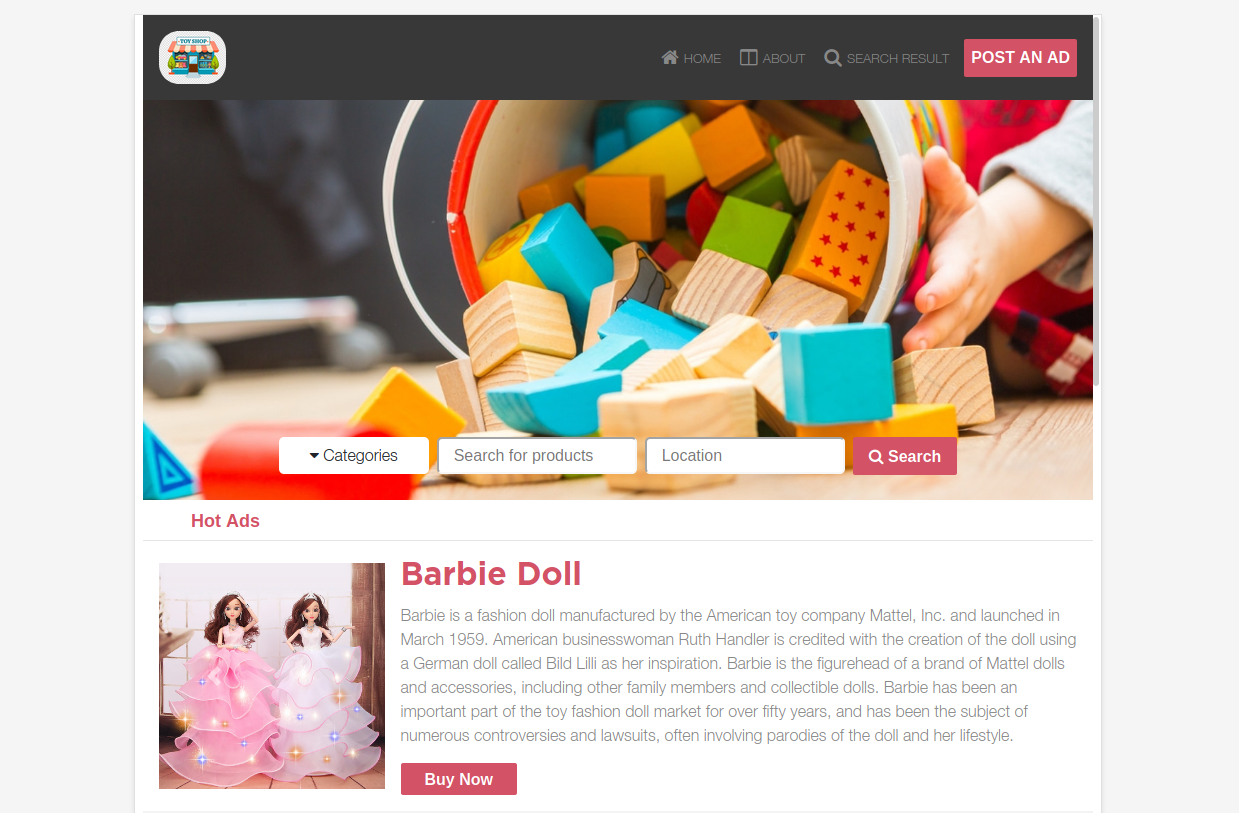 TOY SHOP
HOME ABOUT SEARCH RESULT POST AN AD
Categories Search for products Location Search
Hot Ads
Barbie Doll
Barbie is a fashion doll manufactured by the American toy company Mattel, Inc. and launched in
March 1959. American businesswoman Ruth Handler is credited with the creation of the doll using
a German doll called Bild Lilli as her inspiration. Barbie is the figurehead of a brand of Mattel dolls
and accessories, including other family members and collectible dolls. Barbie has been an
important part of the toy fashion doll market for over fifty years, and has been the subject of
numerous controversies and lawsuits, often involving parodies of the doll and her lifestyle.
Buy Now